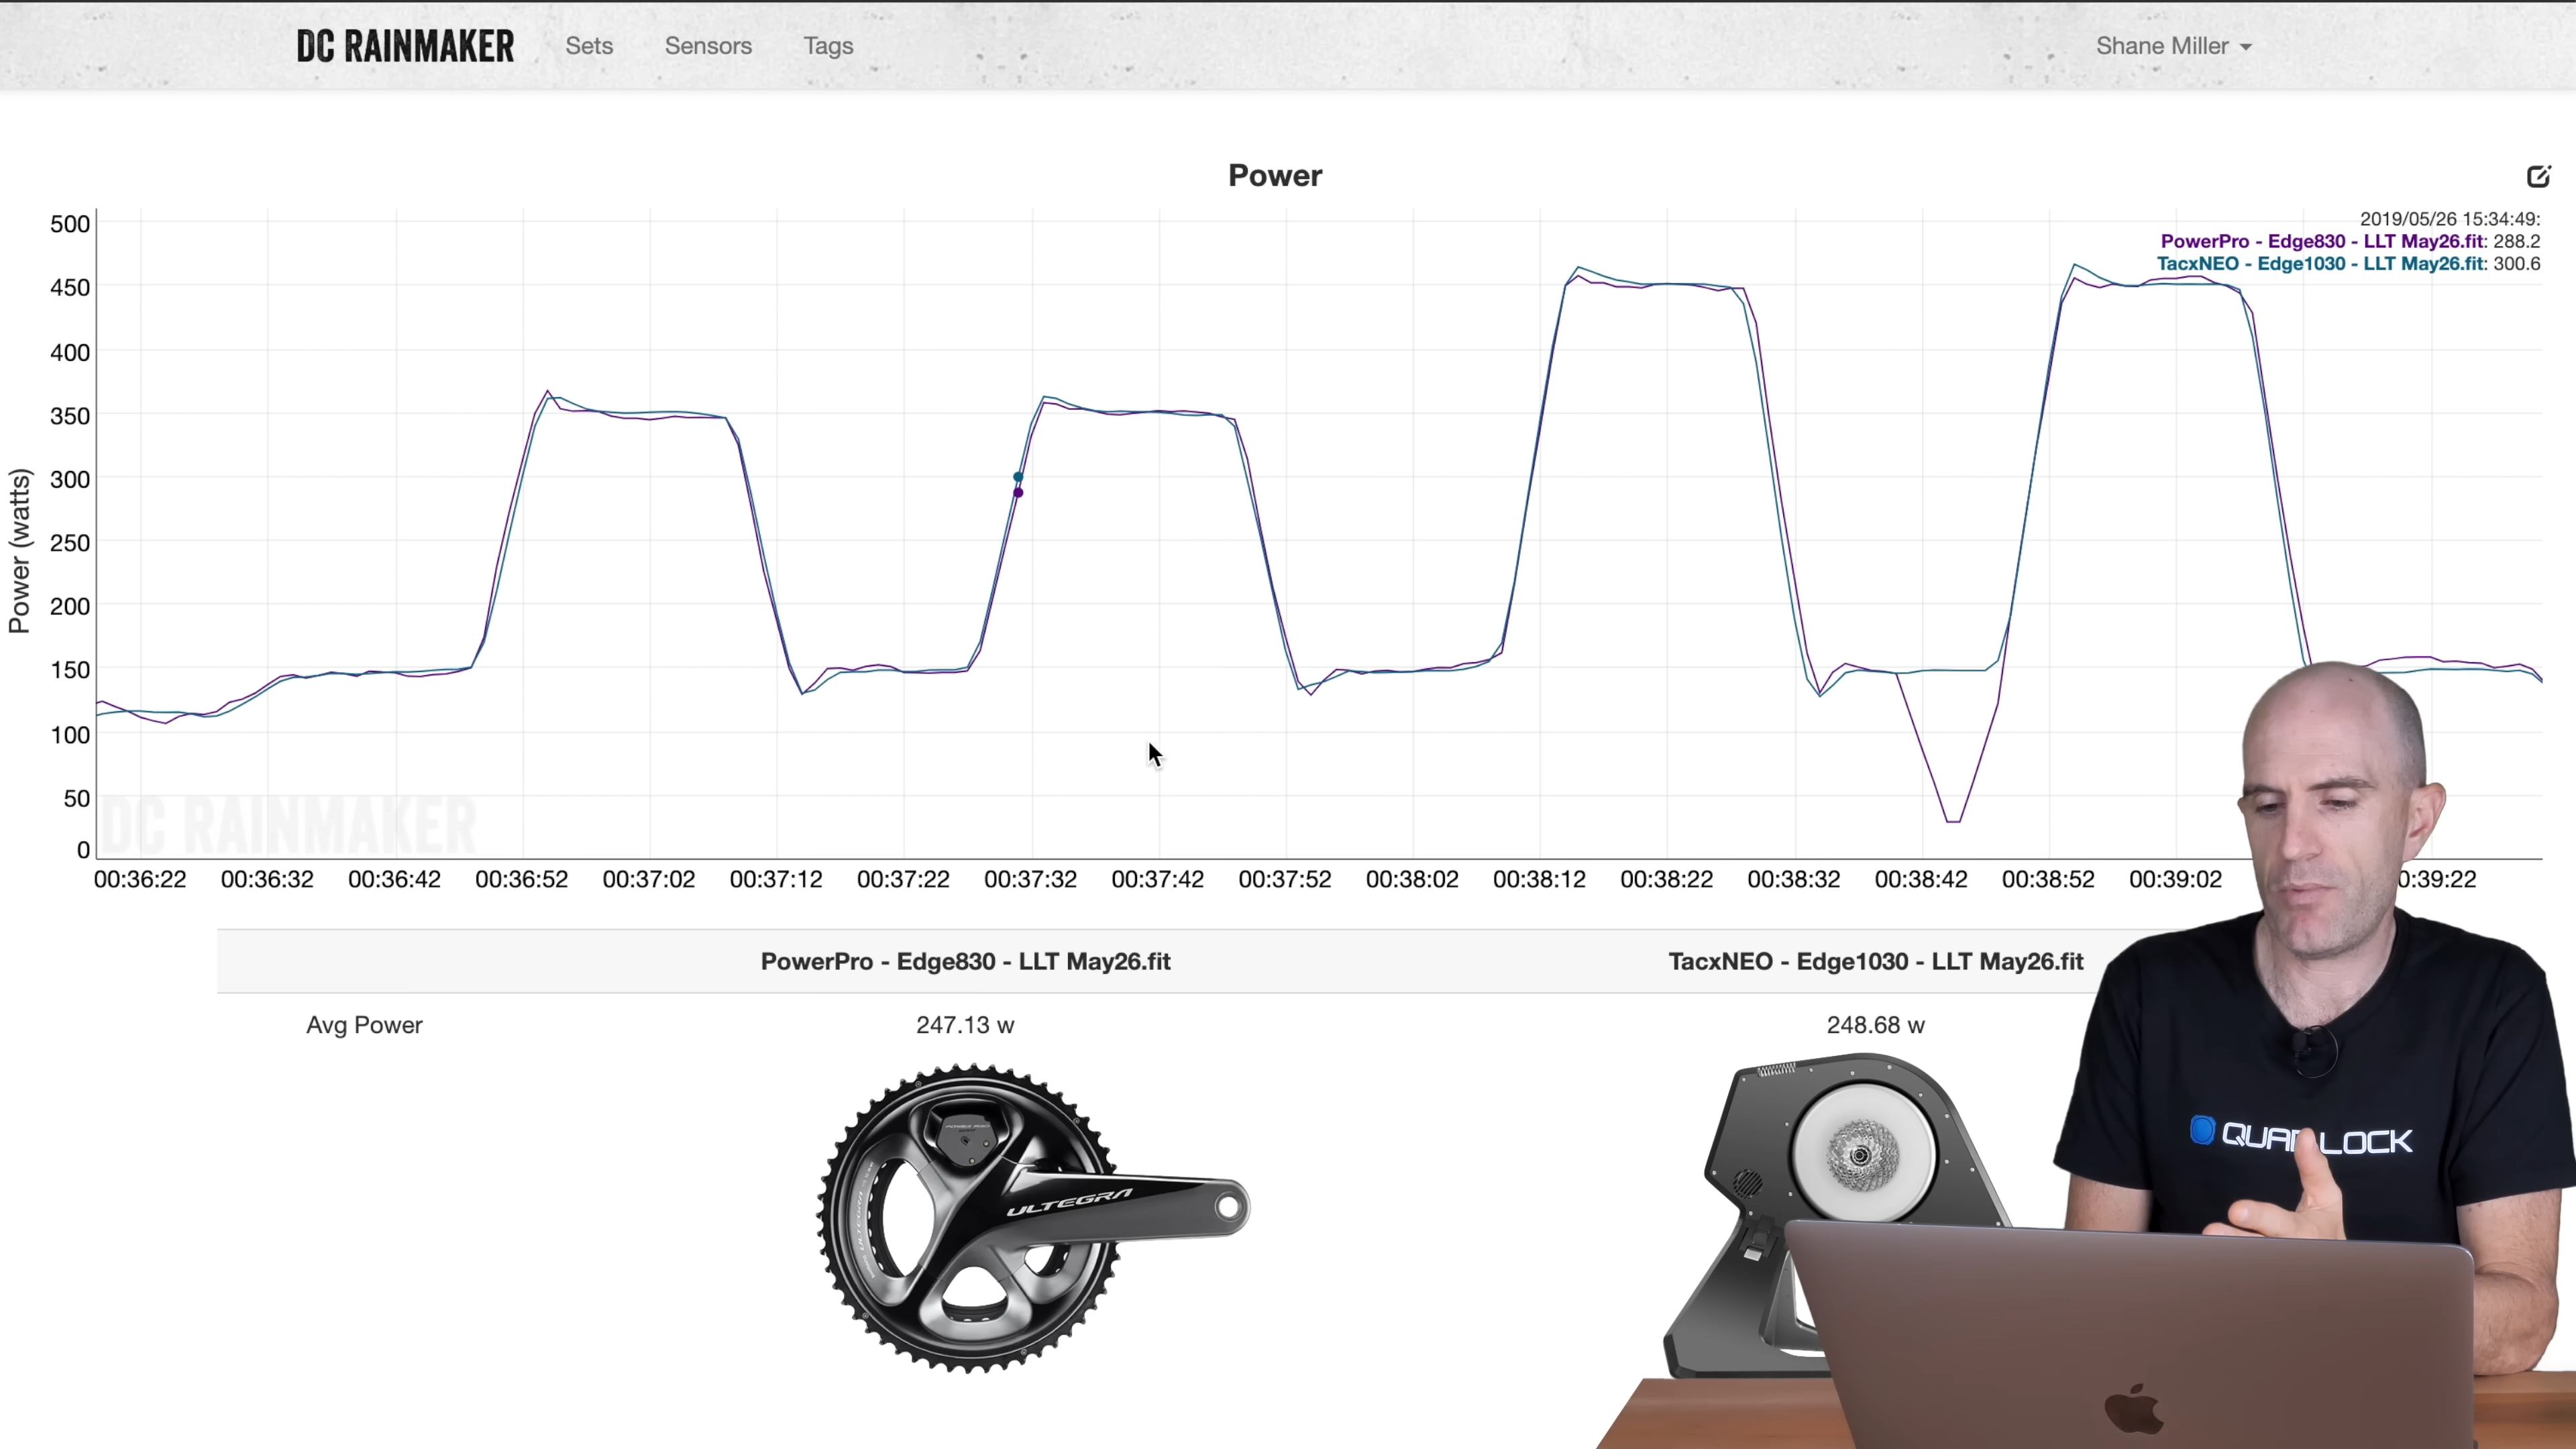 DC RAINMAKER Sets Sensors Tags Shane Miller
Power
2019/05/26 15:34:49:
PowerPro - Edge830 - LLT May26.fit: 288.2
TacxNEO - Edge1030 - LLT May26.fit: 300.6
500
450
400
350
300
250
200
150
100
50
0
Power (watts)
DC RAINMAKER
00:36:22 00:36:32 00:36:42 00:36:52 00:37:02 00:37:12 00:37:22 00:37:32 00:37:42 00:37:52 00:38:02 00:38:12 00:38:22 00:38:32 00:38:42 00:38:52 00:39:02 0:39:22
PowerPro - Edge830 - LLT May26.fit TacxNEO - Edge1030 - LLT May26.fit
Avg Power 247.13 w 248.68 w
ULTEGRA
QUAD LOCK